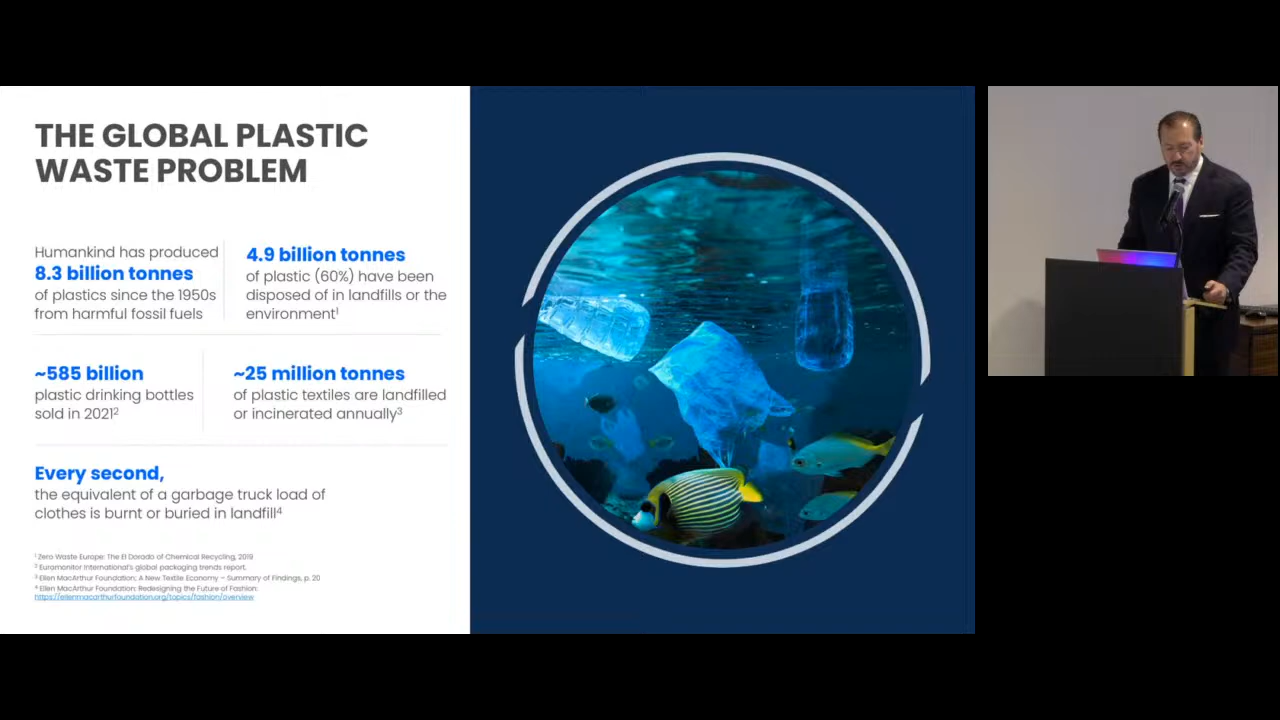 THE GLOBAL PLASTIC
WASTE PROBLEM
Humankind has produced
8.3 billion tonnes
of plastics since the 1950s
from harmful fossil fuels
4.9 billion tonnes
of plastic (60%) have been
disposed of in landfills or the
environment¹
~585 billion
plastic drinking bottles
sold in 2021²
~25 million tonnes
of plastic textiles are landfilled
or incinerated annually³
Every second,
the equivalent of a garbage truck load of
clothes is burnt or buried in landfill⁴
¹ Zero Waste Europe: The El Dorado of Chemical Recycling, 2019
² Euromonitor International's global packaging trends report.
³ Ellen MacArthur Foundation; A New Textile Economy – Summary of Findings, p. 20
⁴ Ellen MacArthur Foundation: Redesigning the Future of Fashion:
https://ellenmacarthurfoundation.org/topics/fashion/overview